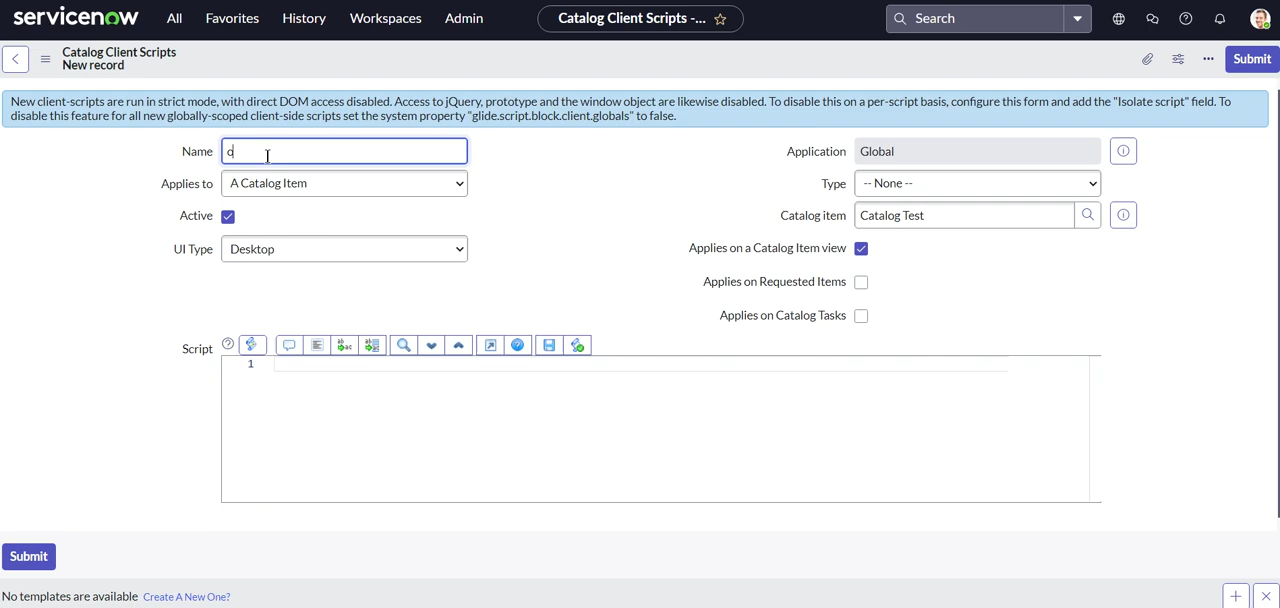 servicenow All Favorites History Workspaces Admin Catalog Client Scripts -... Search
Catalog Client Scripts
New record
Submit
New client-scripts are run in strict mode, with direct DOM access disabled. Access to jQuery, prototype and the window object are likewise disabled. To disable this on a per-script basis, configure this form and add the "Isolate script" field. To
disable this feature for all new globally-scoped client-side scripts set the system property "glide.script.block.client.globals" to false.
Name o Application Global
Applies to A Catalog Item Type -- None --
Active Catalog item Catalog Test
UI Type Desktop Applies on a Catalog Item view
Applies on Requested Items
Applies on Catalog Tasks
Script
1
Submit
No templates are available Create A New One?